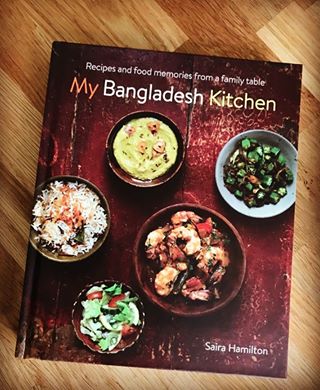 Recipes and food memories from a family table
My Bangladesh Kitchen
Saira Hamilton